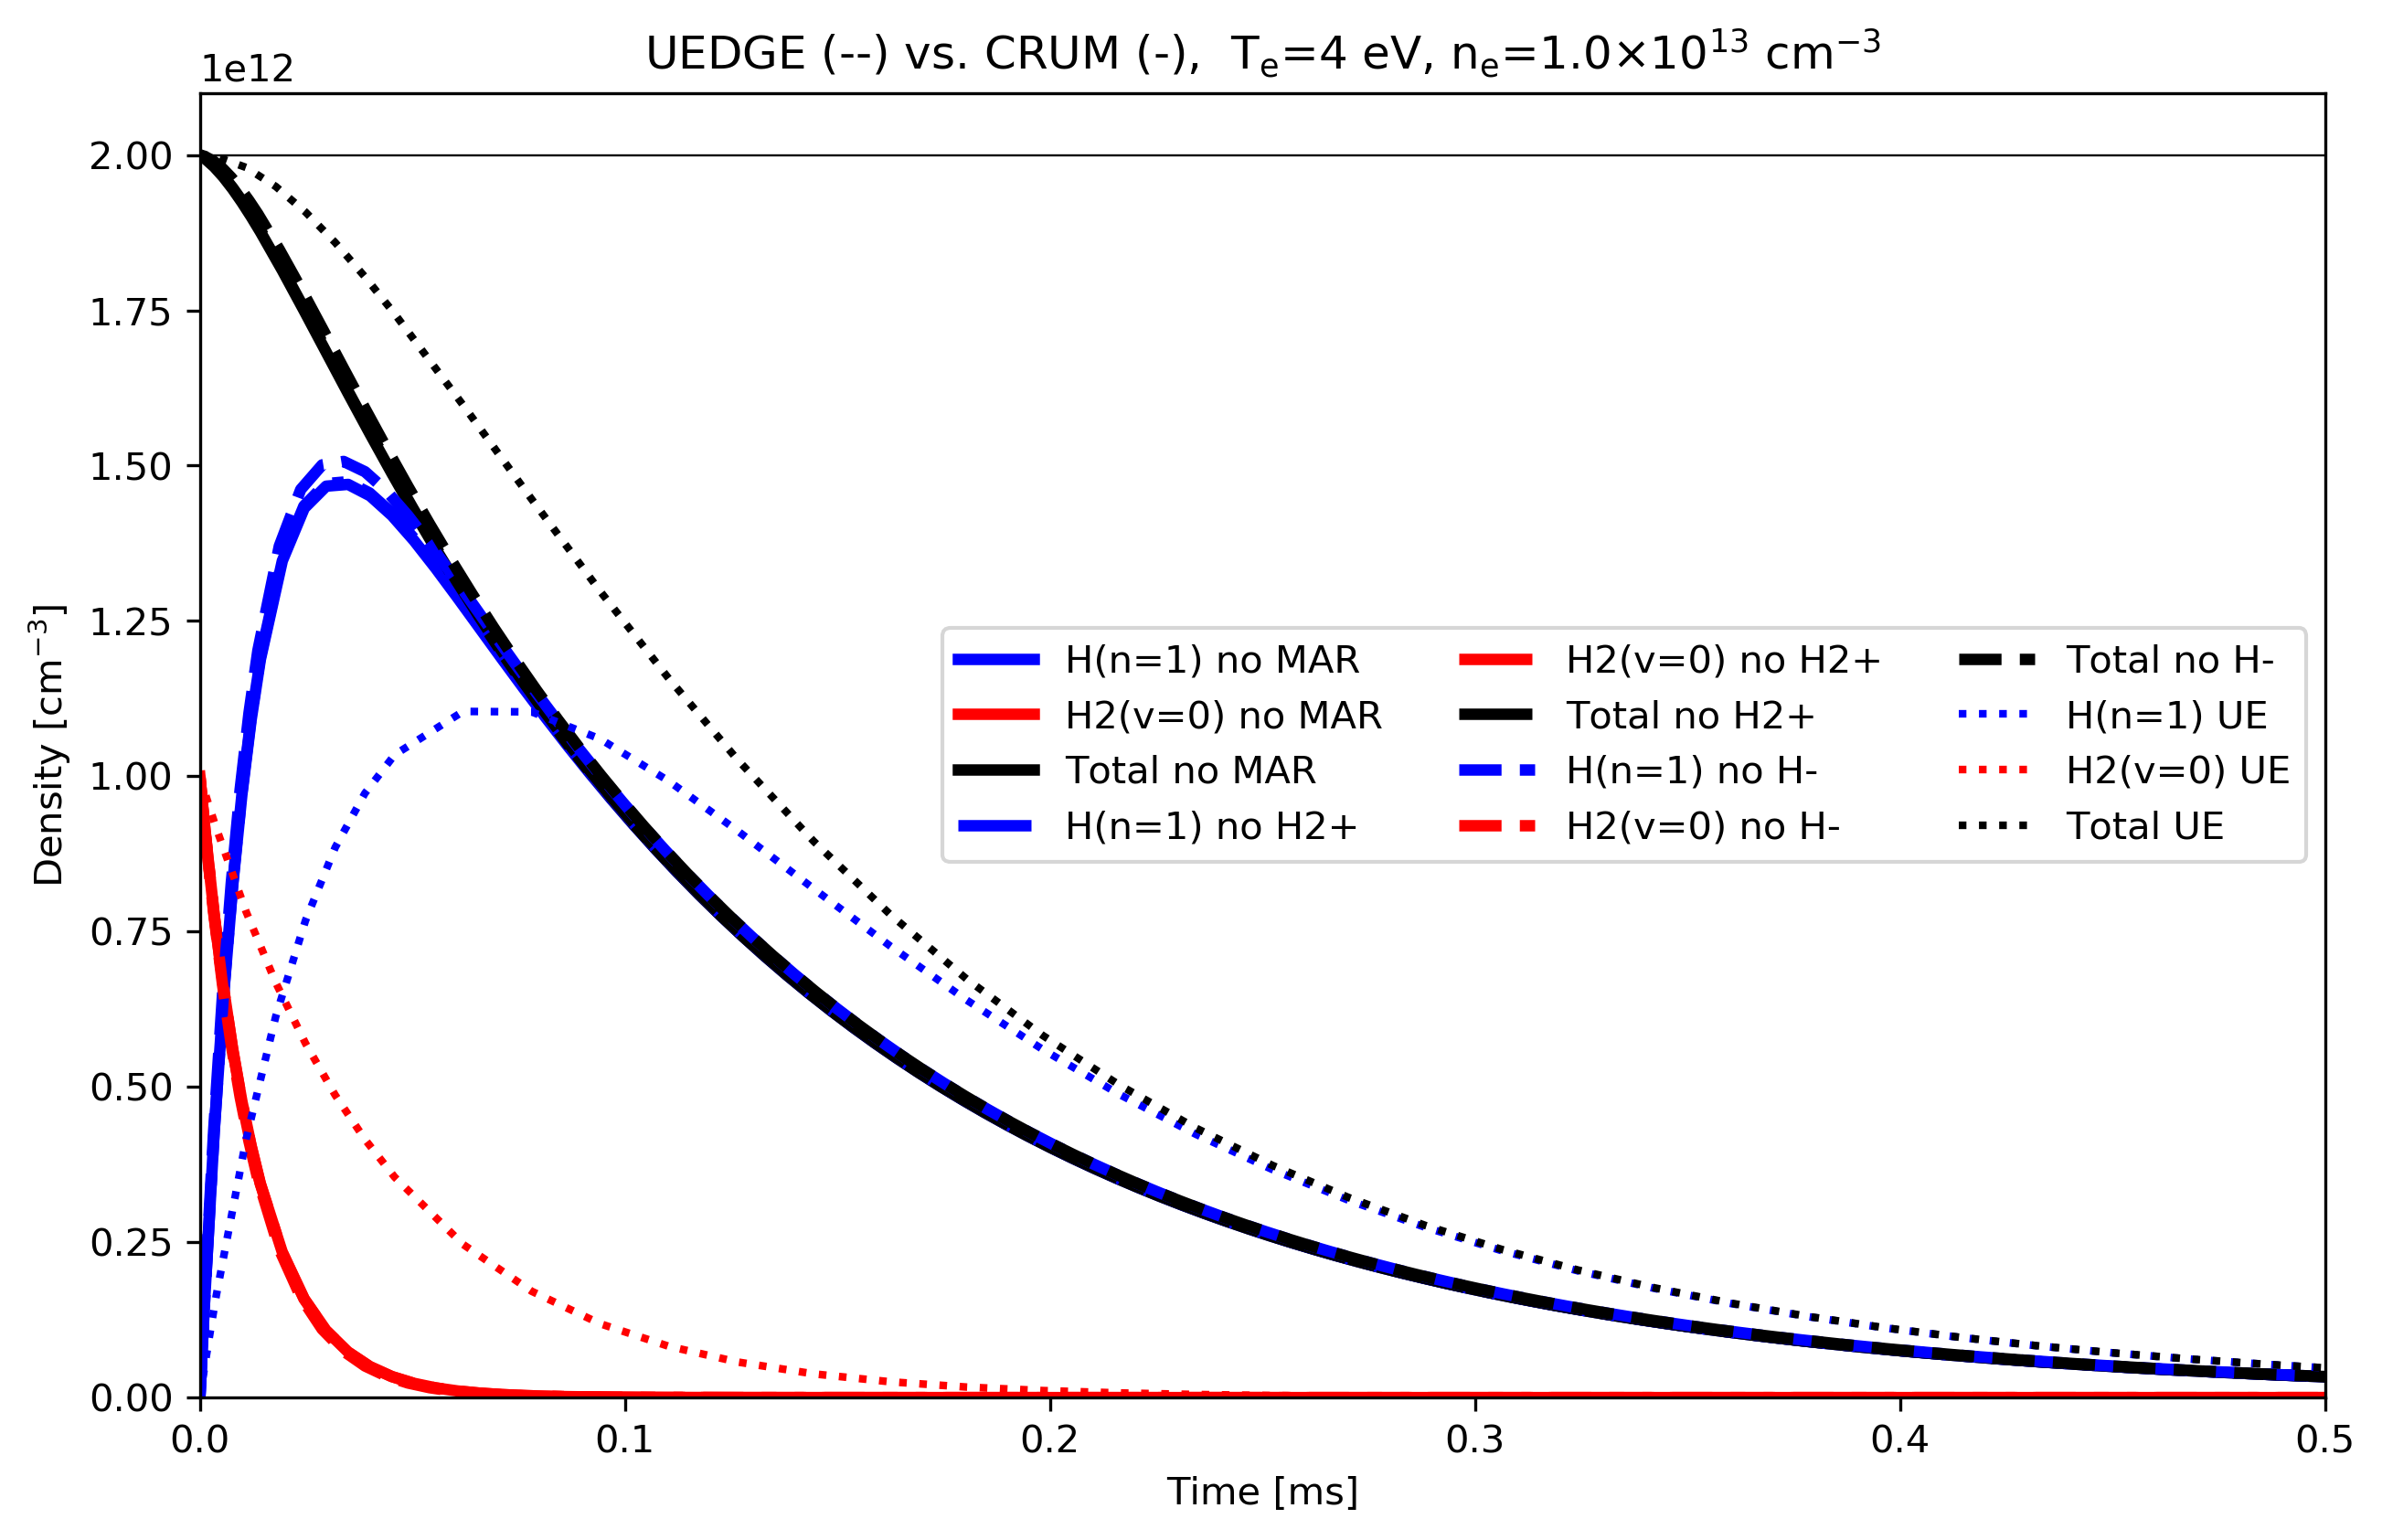 UEDGE (--) vs. CRUM (-),  Tₑ=4 eV, nₑ=1.0×10¹³ cm⁻³
1e12
2.00
1.75
1.50
1.25
1.00
0.75
0.50
0.25
0.00
Density [cm⁻³]
H(n=1) no MAR
H2(v=0) no MAR
Total no MAR
H(n=1) no H2+
H2(v=0) no H2+
Total no H2+
H(n=1) no H-
H2(v=0) no H-
Total no H-
H(n=1) UE
H2(v=0) UE
Total UE
0.0 0.1 0.2 0.3 0.4 0.5
Time [ms]